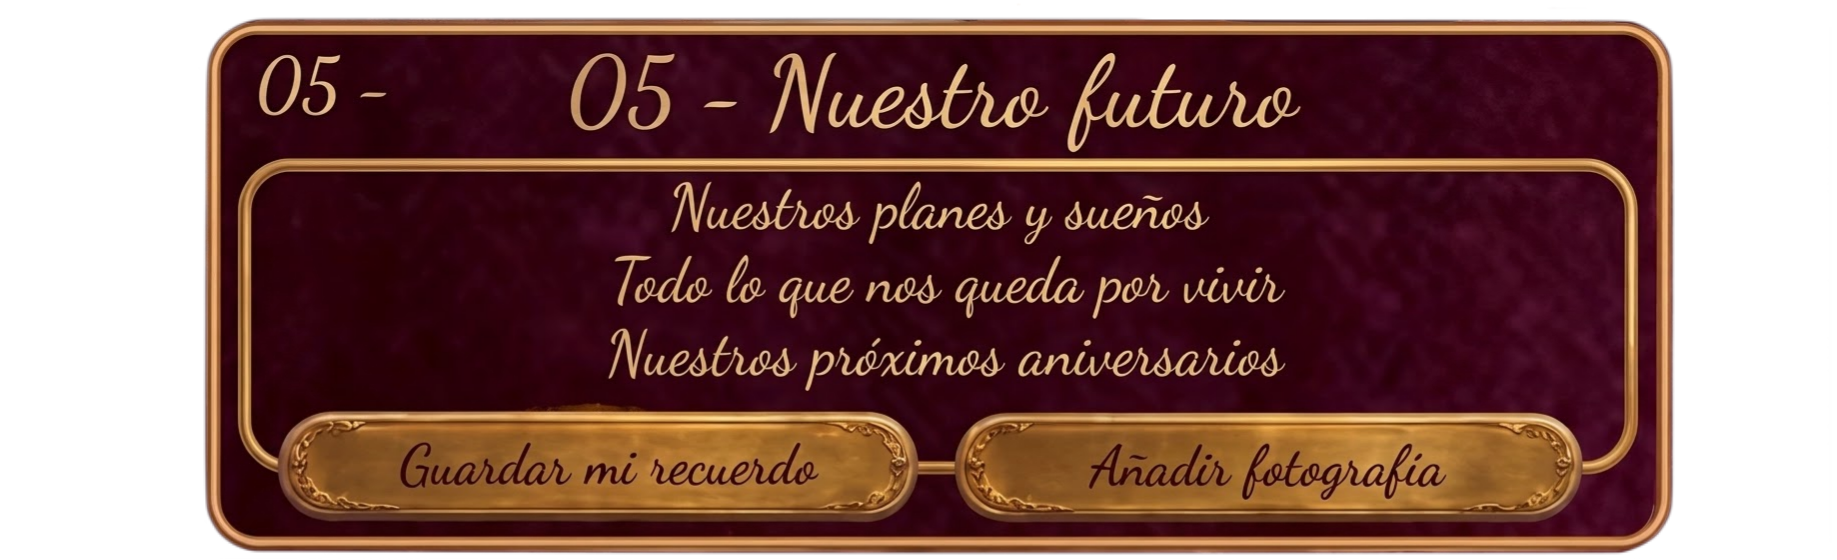 05 -
05 - Nuestro futuro
Nuestros planes y sueños
Todo lo que nos queda por vivir
Nuestros próximos aniversarios
Guardar mi recuerdo
Añadir fotografía